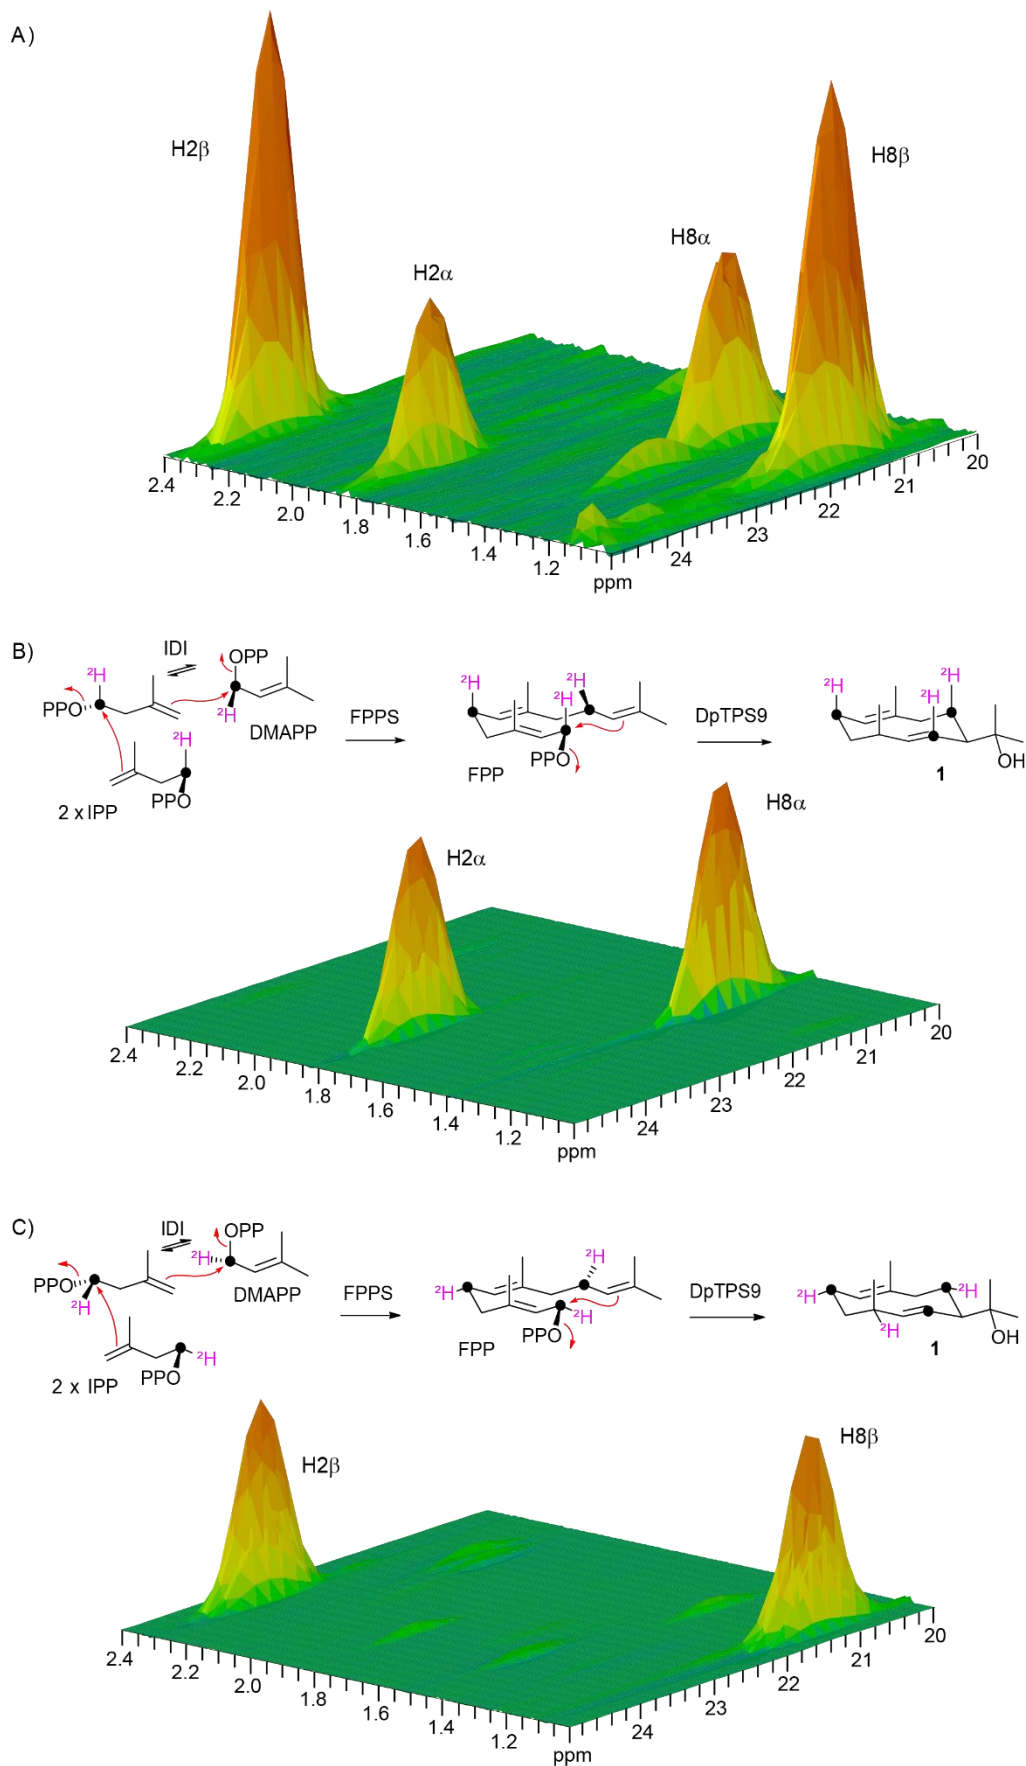 A)
H2β
H8β
H8α
H2α
2.4
2.2
2.0
1.8
1.6
1.4
1.2
ppm
24
23
22
21
20
B)
IDI
OPP
²H
PPO
²H
DMAPP
²H
PPO
2 x IPP
FPPS
²H
²H
²H
PPO
FPP
DpTPS9
²H
²H
²H
OH
1
H8α
H2α
2.4
2.2
2.0
1.8
1.6
1.4
1.2
ppm
24
23
22
21
20
C)
IDI
OPP
²H
PPO
²H
DMAPP
²H
PPO
2 x IPP
FPPS
²H
²H
²H
PPO
FPP
DpTPS9
²H
²H
²H
OH
1
H2β
H8β
2.4
2.2
2.0
1.8
1.6
1.4
1.2
ppm
24
23
22
21
20